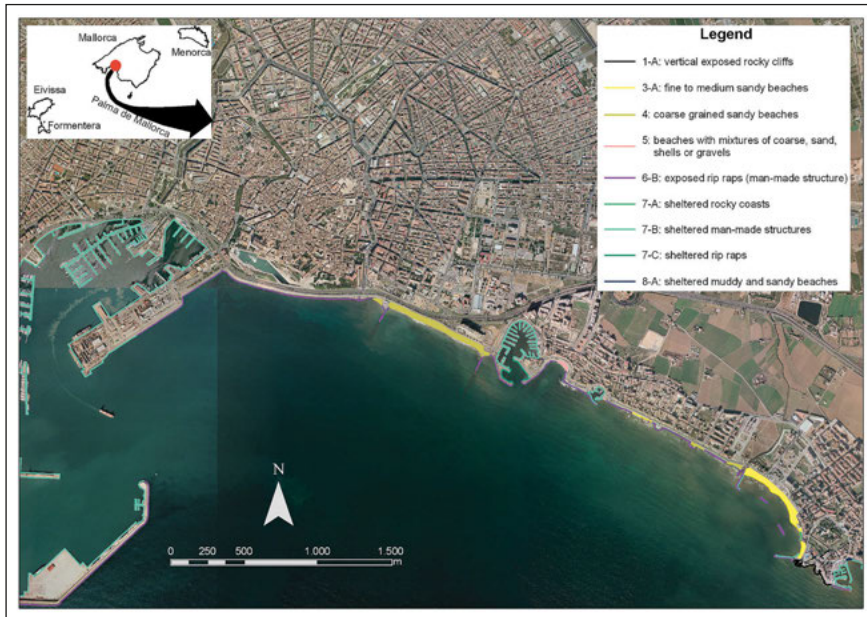 Mallorca
Menorca
Eivissa
Formentera
Palma de Mallorca
Legend
1-A: vertical exposed rocky cliffs
3-A: fine to medium sandy beaches
4: coarse grained sandy beaches
5: beaches with mixtures of coarse, sand,
shells or gravels
6-B: exposed rip raps (man-made structure)
7-A: sheltered rocky coasts
7-B: sheltered man-made structures
7-C: sheltered rip raps
8-A: sheltered muddy and sandy beaches
N
0 250 500 1.000 1.500
m